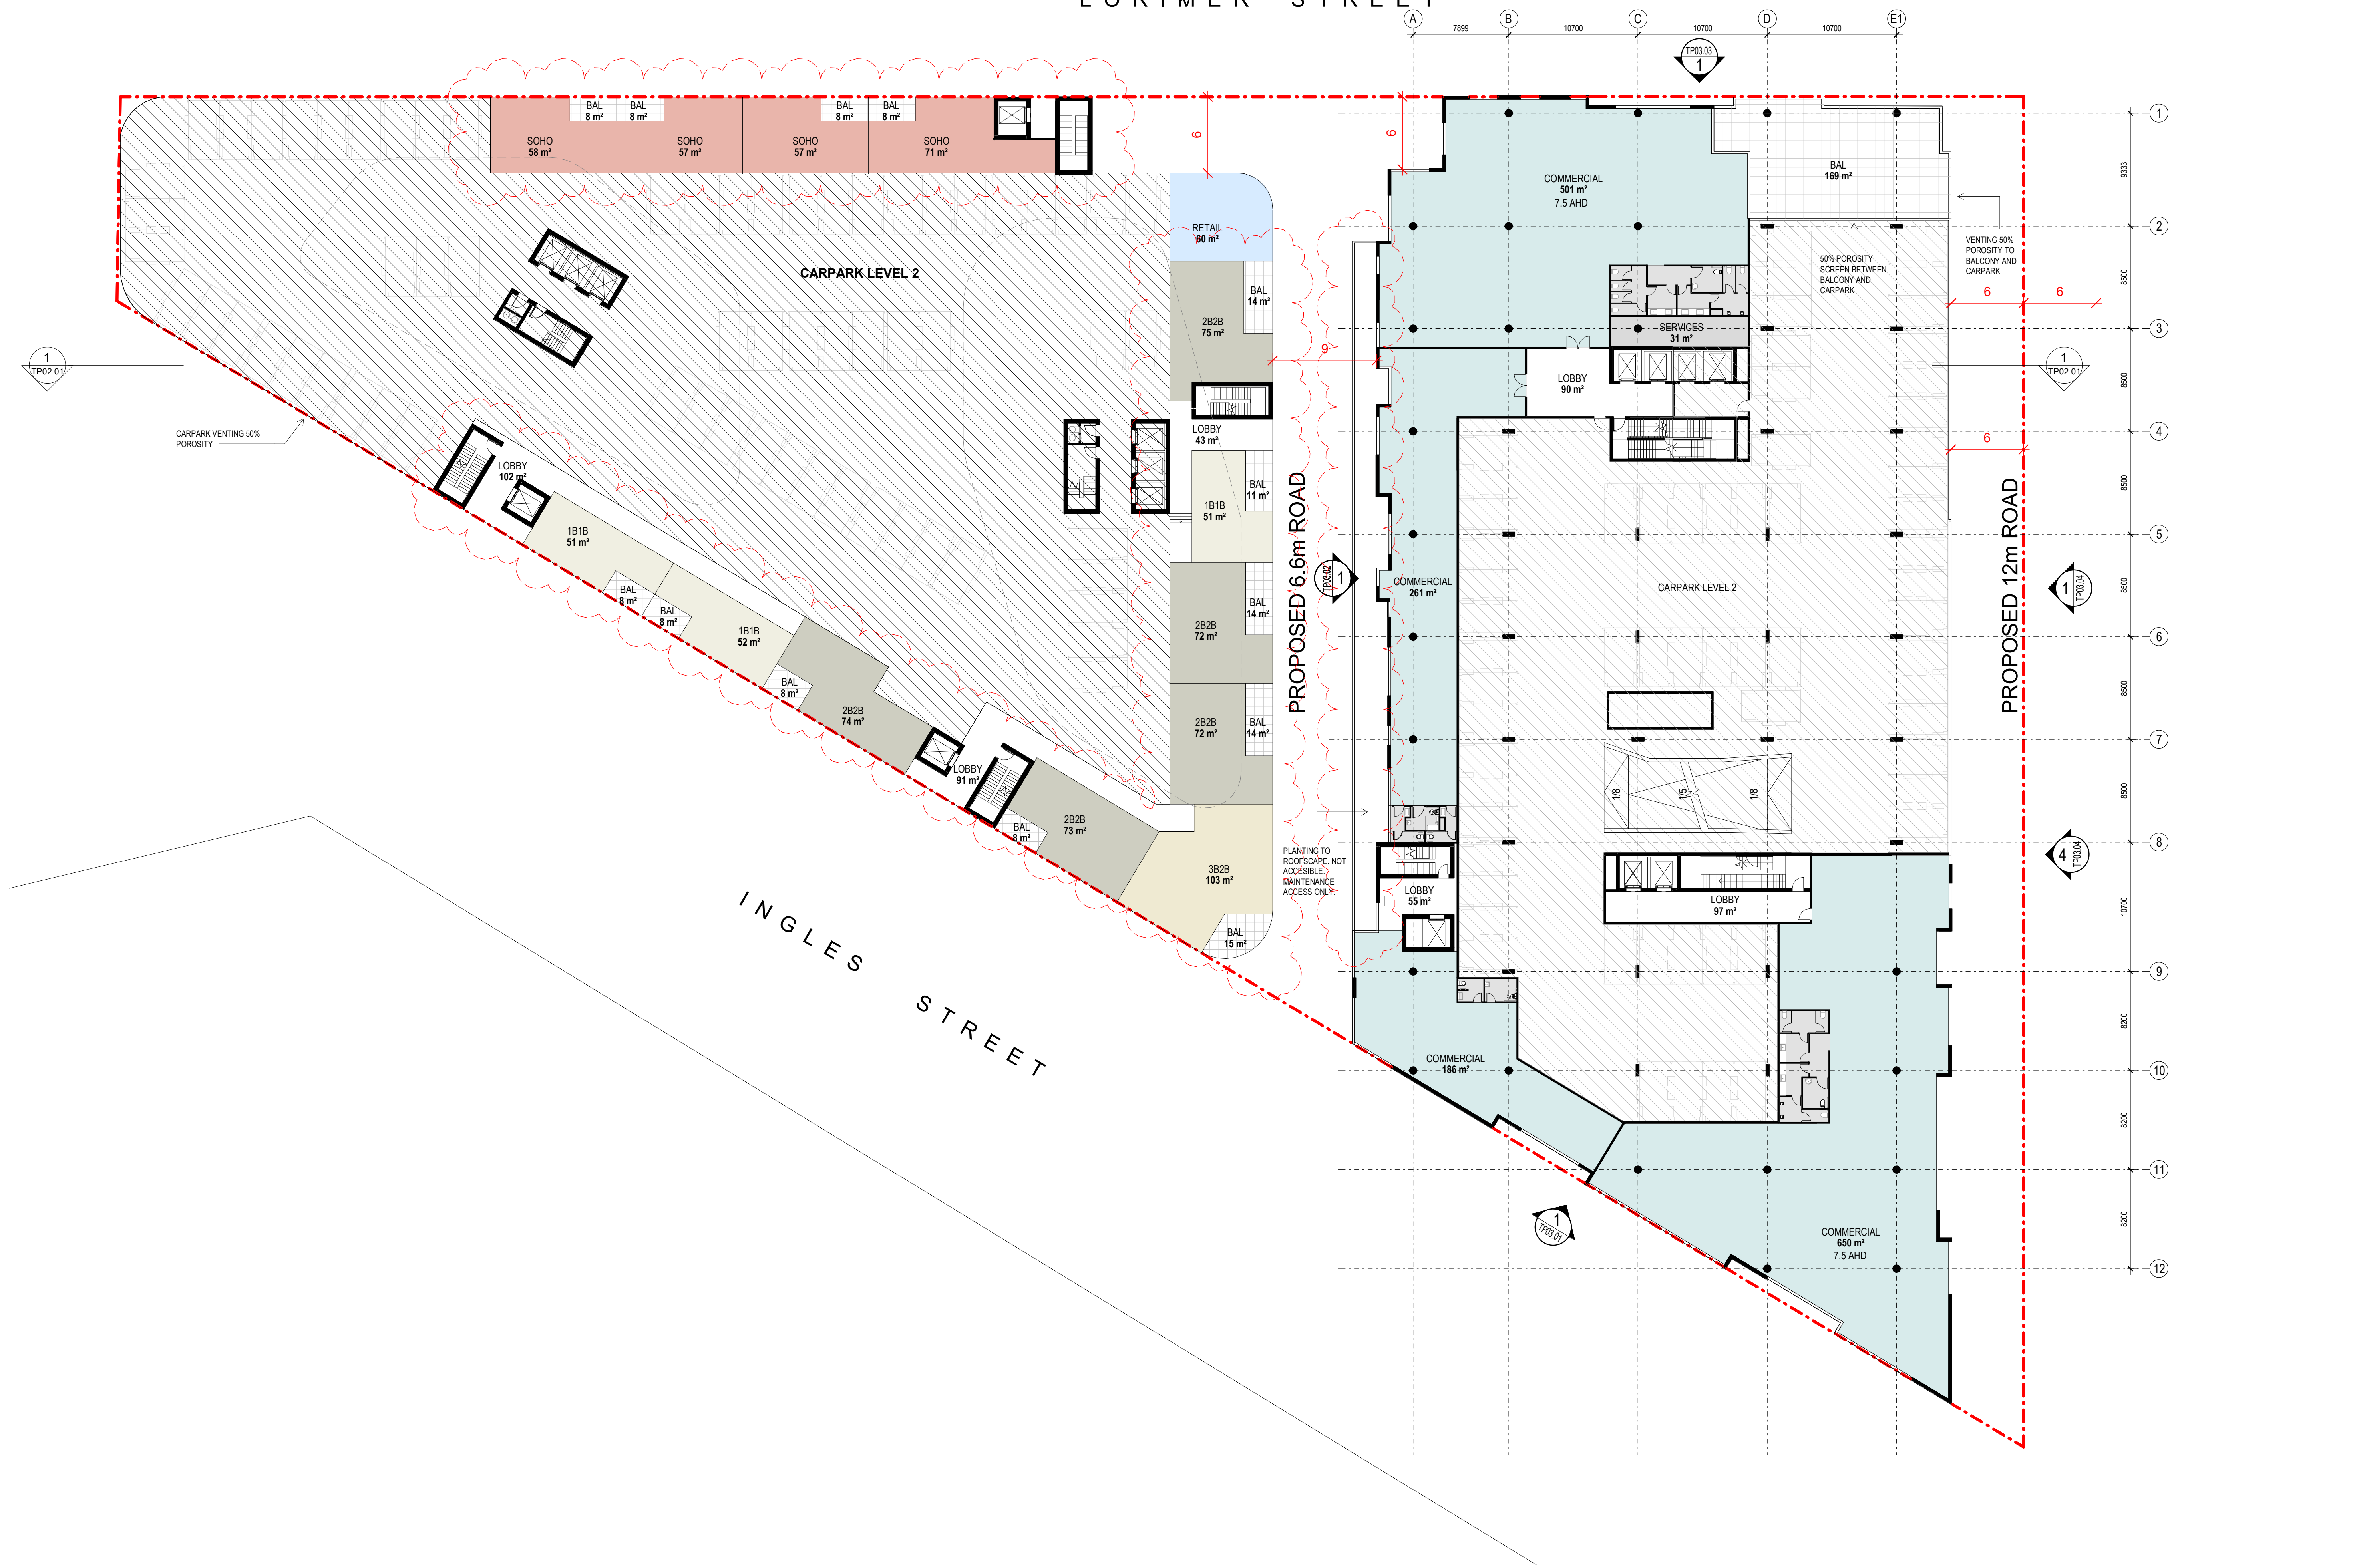 LORIMER STREET
A
B
C
D
E1
7899
10700
10700
10700
TP03.03
1
BAL
8 m²
BAL
8 m²
BAL
8 m²
BAL
8 m²
SOHO
58 m²
SOHO
57 m²
SOHO
57 m²
SOHO
71 m²
6
6
COMMERCIAL
501 m²
7.5 AHD
BAL
169 m²
1
9333
2
8500
3
8500
4
8500
5
8600
6
8500
7
8500
8
10700
9
8200
10
8200
11
8200
12
RETAIL
60 m²
CARPARK LEVEL 2
VENTING 50%
POROSITY TO
BALCONY AND
CARPARK
50% POROSITY
SCREEN BETWEEN
BALCONY AND
CARPARK
6
6
6
BAL
14 m²
2B2B
75 m²
SERVICES
31 m²
9
1
TP02.01
1
TP02.01
LOBBY
90 m²
CARPARK VENTING 50%
POROSITY
LOBBY
43 m²
LOBBY
102 m²
1B1B
51 m²
BAL
11 m²
1B1B
51 m²
BAL
8 m²
BAL
8 m²
1B1B
52 m²
BAL
8 m²
2B2B
74 m²
BAL
14 m²
2B2B
72 m²
BAL
14 m²
2B2B
72 m²
PROPOSED 6.6m ROAD
TP03.02
1
COMMERCIAL
261 m²
CARPARK LEVEL 2
PROPOSED 12m ROAD
1
TP03.04
LOBBY
91 m²
2B2B
73 m²
BAL
8 m²
3B2B
103 m²
BAL
15 m²
1/8
1/5
1/8
4
TP03.04
PLANTING TO
ROOFSCAPE. NOT
ACCESIBLE.
MAINTENANCE
ACCESS ONLY.
LOBBY
55 m²
LOBBY
97 m²
INGLES STREET
COMMERCIAL
186 m²
1
TP03.01
COMMERCIAL
650 m²
7.5 AHD